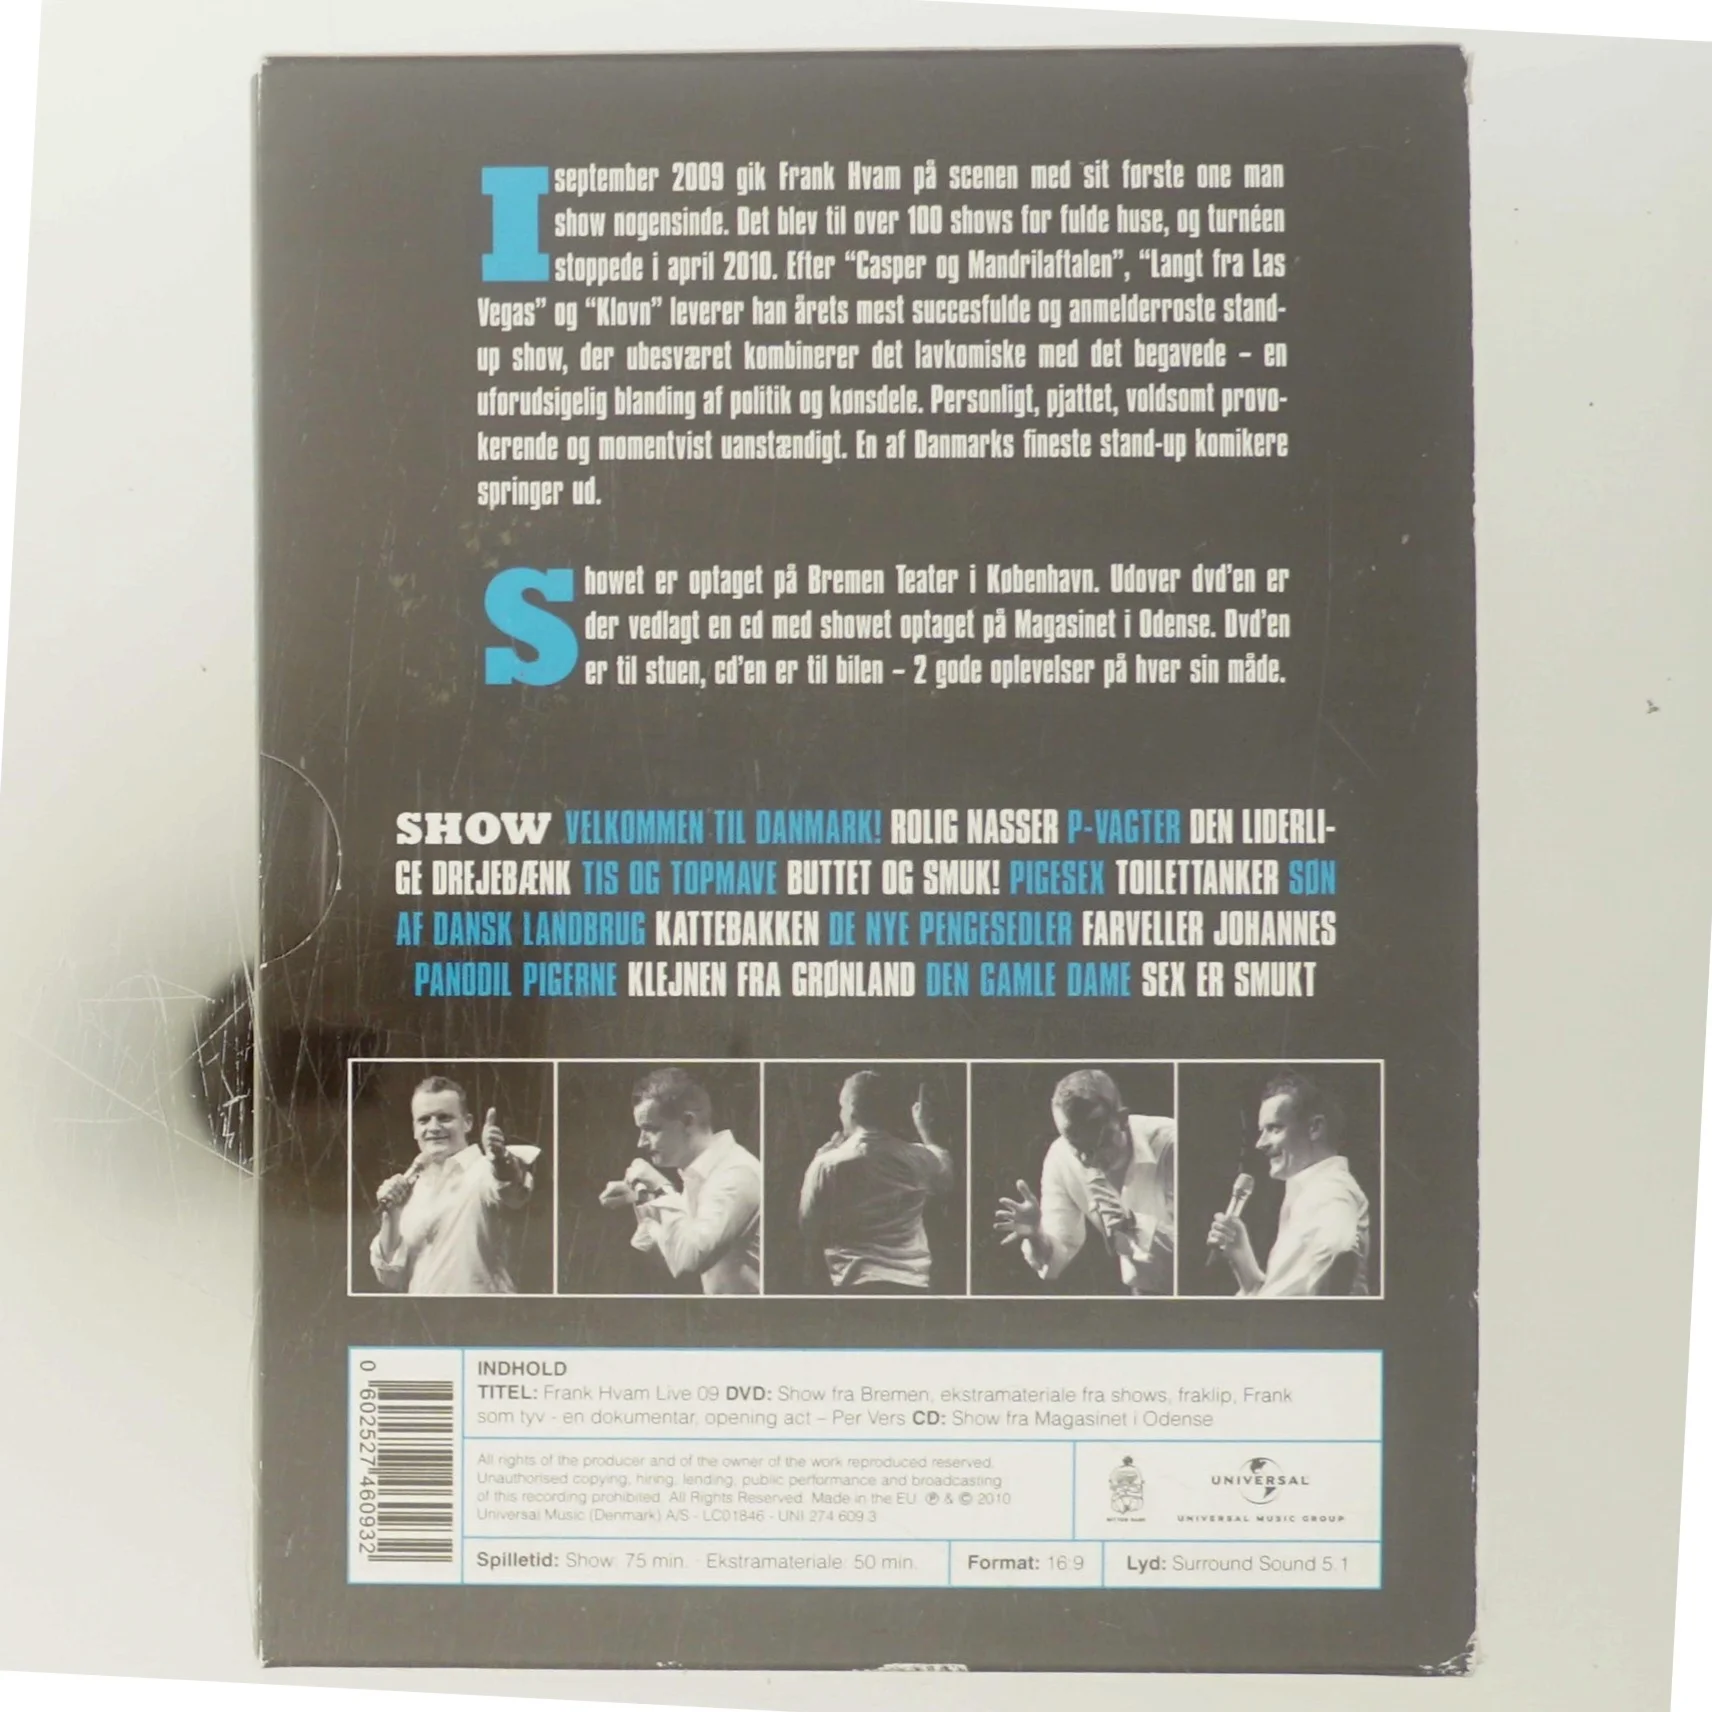 I september 2009 gik Frank Hvam på scenen med sit første one man
show nogensinde. Det blev til over 100 shows for fulde huse, og turnéen
stoppede i april 2010. Efter “Casper og Mandrilaftalen”, “Langt fra Las
Vegas” og “Klovn” leverer han årets mest succesfulde og anmelderroste stand-
up show, der ubesværet kombinerer det lavkomiske med det begavede – en
uforudsigelig blanding af politik og kønsdele. Personligt, pjattet, voldsomt provo-
kerende og momentvist uanstændigt. En af Danmarks fineste stand-up komikere
springer ud.
Showet er optaget på Bremen Teater i København. Udover dvd'en er
der vedlagt en cd med showet optaget på Magasinet i Odense. Dvd'en
er til stuen, cd'en er til bilen – 2 gode oplevelser på hver sin måde.
SHOW VELKOMMEN TIL DANMARK! ROLIG NASSER P-VAGTER DEN LIDERLI-
GE DREJEBÆNK TIS OG TOPMAVE BUTTET OG SMUK! PIGESEX TOILETTANKER SØN
AF DANSK LANDBRUG KATTEBAKKEN DE NYE PENGESEDLER FARVELLER JOHANNES
PANODIL PIGERNE KLEJNEN FRA GRØNLAND DEN GAMLE DAME SEX ER SMUKT
0 602527 460932
INDHOLD
TITEL: Frank Hvam Live 09 DVD: Show fra Bremen, ekstramateriale fra shows, fraklip, Frank
som tyv - en dokumentar, opening act – Per Vers CD: Show fra Magasinet i Odense
All rights of the producer and of the owner of the work reproduced reserved.
Unauthorised copying, hiring, lending, public performance and broadcasting
of this recording prohibited. All Rights Reserved. Made in the EU. ℗ & © 2010
Universal Music (Denmark) A/S - LC01846 - UNI 274 609 3
UNIVERSAL
UNIVERSAL MUSIC GROUP
Spilletid: Show: 75 min. · Ekstramateriale: 50 min.
Format: 16:9
Lyd: Surround Sound 5.1